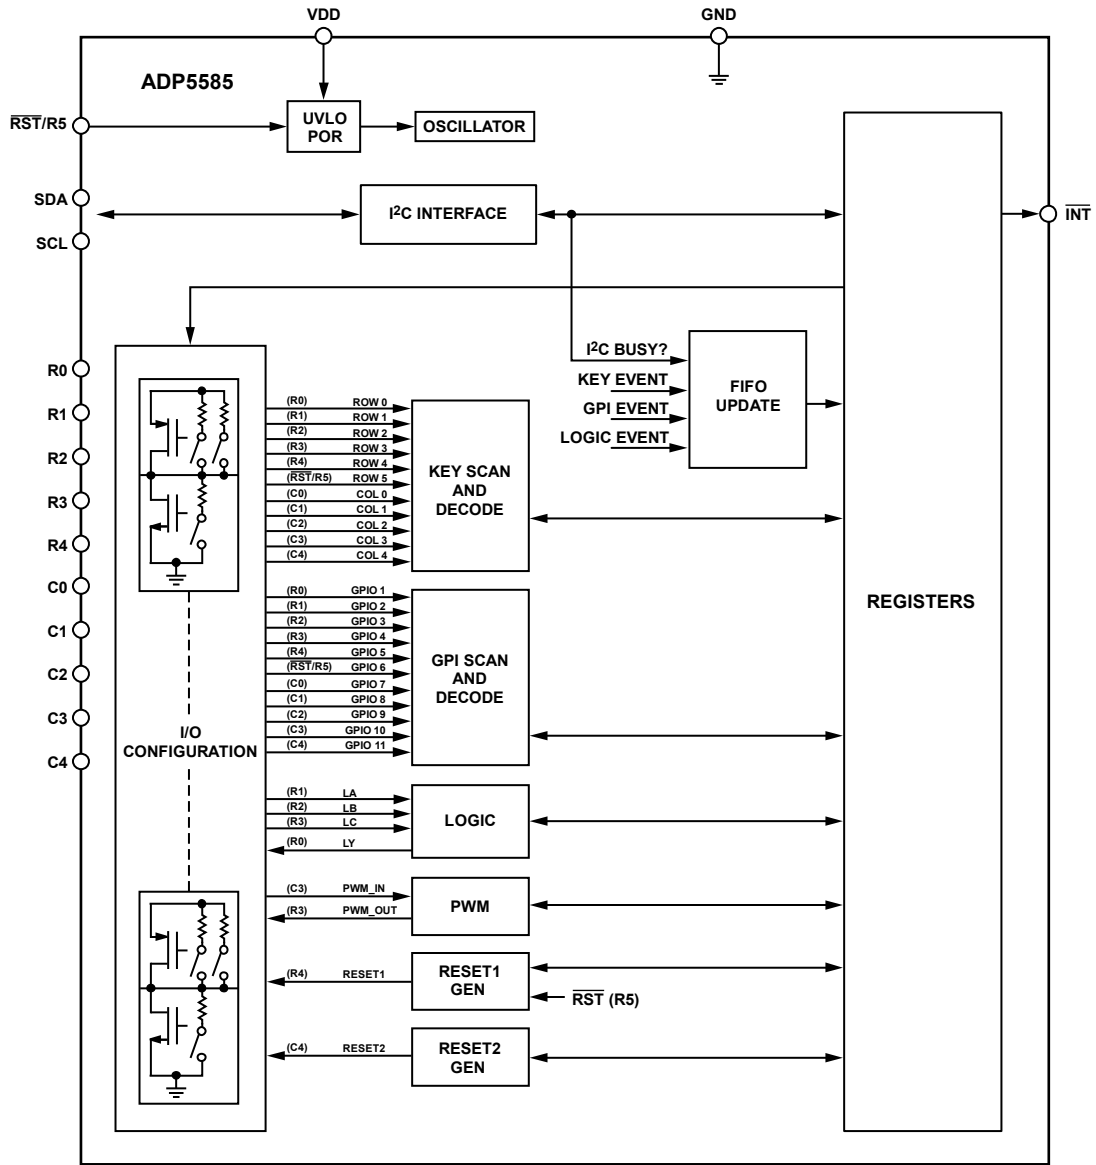 VDD
GND
ADP5585
RST/R5
UVLO
POR
OSCILLATOR
SDA
I2C INTERFACE
INT
SCL
R0
R1
R2
R3
R4
C0
C1
C2
C3
C4
I2C BUSY?
KEY EVENT
GPI EVENT
LOGIC EVENT
FIFO
UPDATE
(R0) ROW 0
(R1) ROW 1
(R2) ROW 2
(R3) ROW 3
(R4) ROW 4
(RST/R5) ROW 5
(C0) COL 0
(C1) COL 1
(C2) COL 2
(C3) COL 3
(C4) COL 4
KEY SCAN
AND
DECODE
REGISTERS
(R0) GPIO 1
(R1) GPIO 2
(R2) GPIO 3
(R3) GPIO 4
(R4) GPIO 5
(RST/R5) GPIO 6
(C0) GPIO 7
(C1) GPIO 8
(C2) GPIO 9
(C3) GPIO 10
(C4) GPIO 11
GPI SCAN
AND
DECODE
I/O
CONFIGURATION
(R1) LA
(R2) LB
(R3) LC
(R0) LY
LOGIC
(C3) PWM_IN
(R3) PWM_OUT
PWM
(R4) RESET1
RESET1
GEN
RST (R5)
(C4) RESET2
RESET2
GEN